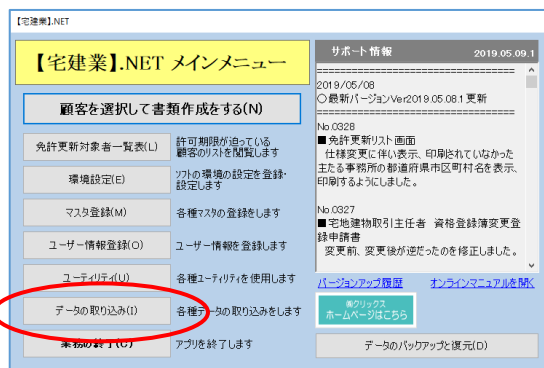 【宅建業】.NET
【宅建業】.NET メインメニュー
顧客を選択して書類作成をする(N)
免許更新対象者一覧表(L)
許可期限が迫っている
顧客のリストを閲覧します
環境設定(E)
ソフトの環境の設定を登録・
設定します
マスタ登録(M)
各種マスタの登録をします
ユーザー情報登録(O)
ユーザー情報を登録します
ユーティリティ(U)
各種ユーティリティを使用します
データの取り込み(I)
各種データの取り込みをします
業務の終了(C)
アプリを終了します
サポート情報
2019.05.09.1
==================================
2019/05/08
〇最新バージョンVer2019.05.08.1更新
==================================
No.0328
■免許更新リスト画面
仕様変更に伴い表示、印刷されていなかった
主たる事務所の都道府県市区町村名を表示、
印刷するようにしました。
No.0327
■宅地建物取引主任者 資格登録簿変更登
録申請書
変更前、変更後が逆だったのを修正しました。
バージョンアップ履歴
オンラインマニュアルを開く
㈱クリックス
ホームページはこちら
データのバックアップと復元(D)